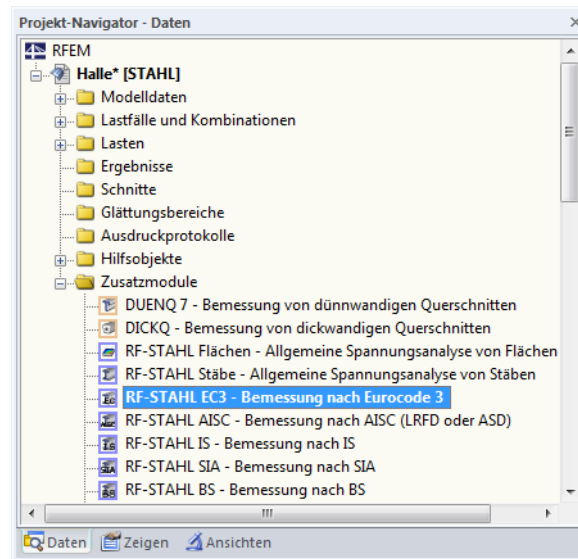 Projekt-Navigator - Daten
RFEM
Halle* [STAHL]
Modelldaten
Lastfälle und Kombinationen
Lasten
Ergebnisse
Schnitte
Glättungsbereiche
Ausdruckprotokolle
Hilfsobjekte
Zusatzmodule
DUENQ 7 - Bemessung von dünnwandigen Querschnitten
DICKQ - Bemessung von dickwandigen Querschnitten
RF-STAHL Flächen - Allgemeine Spannungsanalyse von Flächen
RF-STAHL Stäbe - Allgemeine Spannungsanalyse von Stäben
RF-STAHL EC3 - Bemessung nach Eurocode 3
RF-STAHL AISC - Bemessung nach AISC (LRFD oder ASD)
RF-STAHL IS - Bemessung nach IS
RF-STAHL SIA - Bemessung nach SIA
RF-STAHL BS - Bemessung nach BS
Daten Zeigen Ansichten